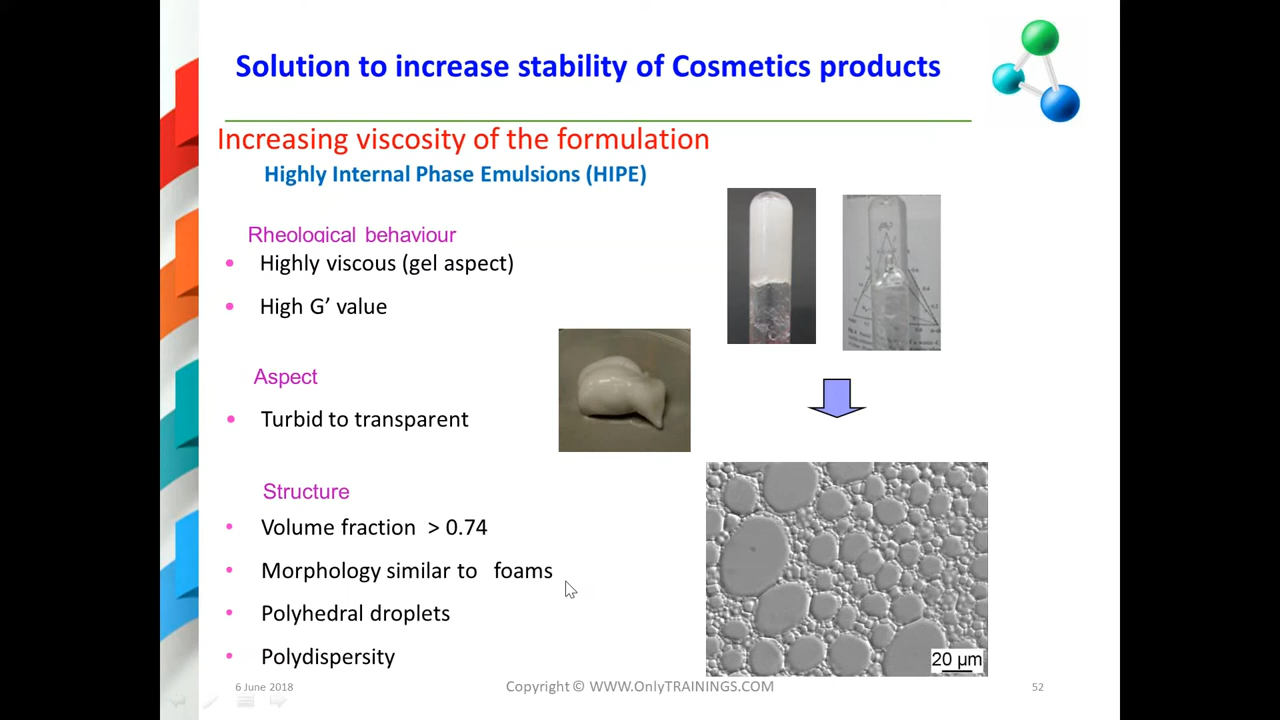 Solution to increase stability of Cosmetics products
Increasing viscosity of the formulation
Highly Internal Phase Emulsions (HIPE)
Rheological behaviour
• Highly viscous (gel aspect)
• High G’ value
Aspect
• Turbid to transparent
Structure
• Volume fraction > 0.74
• Morphology similar to foams
• Polyhedral droplets
• Polydispersity
20 µm
6 June 2018
Copyright © WWW.OnlyTRAININGS.COM
52